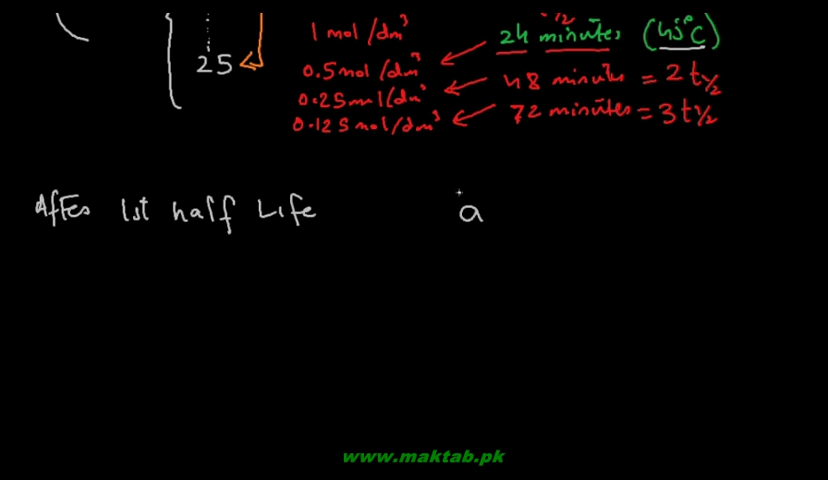 1 mol/dm³ 24 minutes (45°C)
25 0.5 mol/dm³ 48 minutes = 2 t½
0.25 mol/dm³
0.125 mol/dm³ 72 minutes = 3 t½
After 1st half Life a
www.maktab.pk